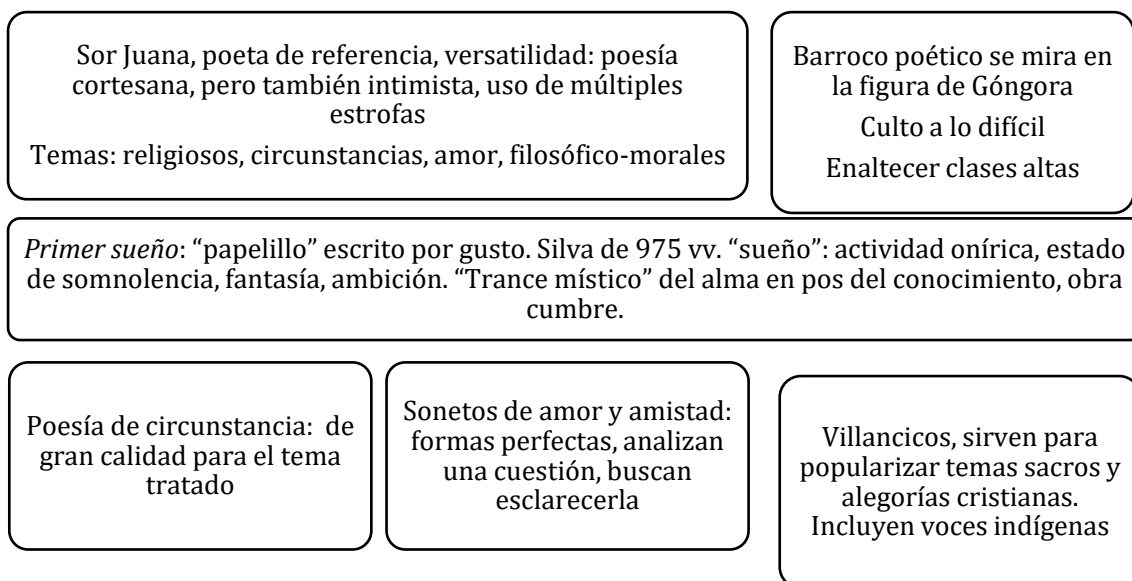 Sor Juana, poeta de referencia, versatilidad: poesía
cortesana, pero también intimista, uso de múltiples
estrofas
Temas: religiosos, circunstancias, amor, filosófico-morales
Barroco poético se mira en
la figura de Góngora
Culto a lo difícil
Enaltecer clases altas
Primer sueño: “papelillo” escrito por gusto. Silva de 975 vv. “sueño”: actividad onírica, estado
de somnolencia, fantasía, ambición. “Trance místico” del alma en pos del conocimiento, obra
cumbre.
Poesía de circunstancia:  de
gran calidad para el tema
tratado
Sonetos de amor y amistad:
formas perfectas, analizan
una cuestión, buscan
esclarecerla
Villancicos, sirven para
popularizar temas sacros y
alegorías cristianas.
Incluyen voces indígenas